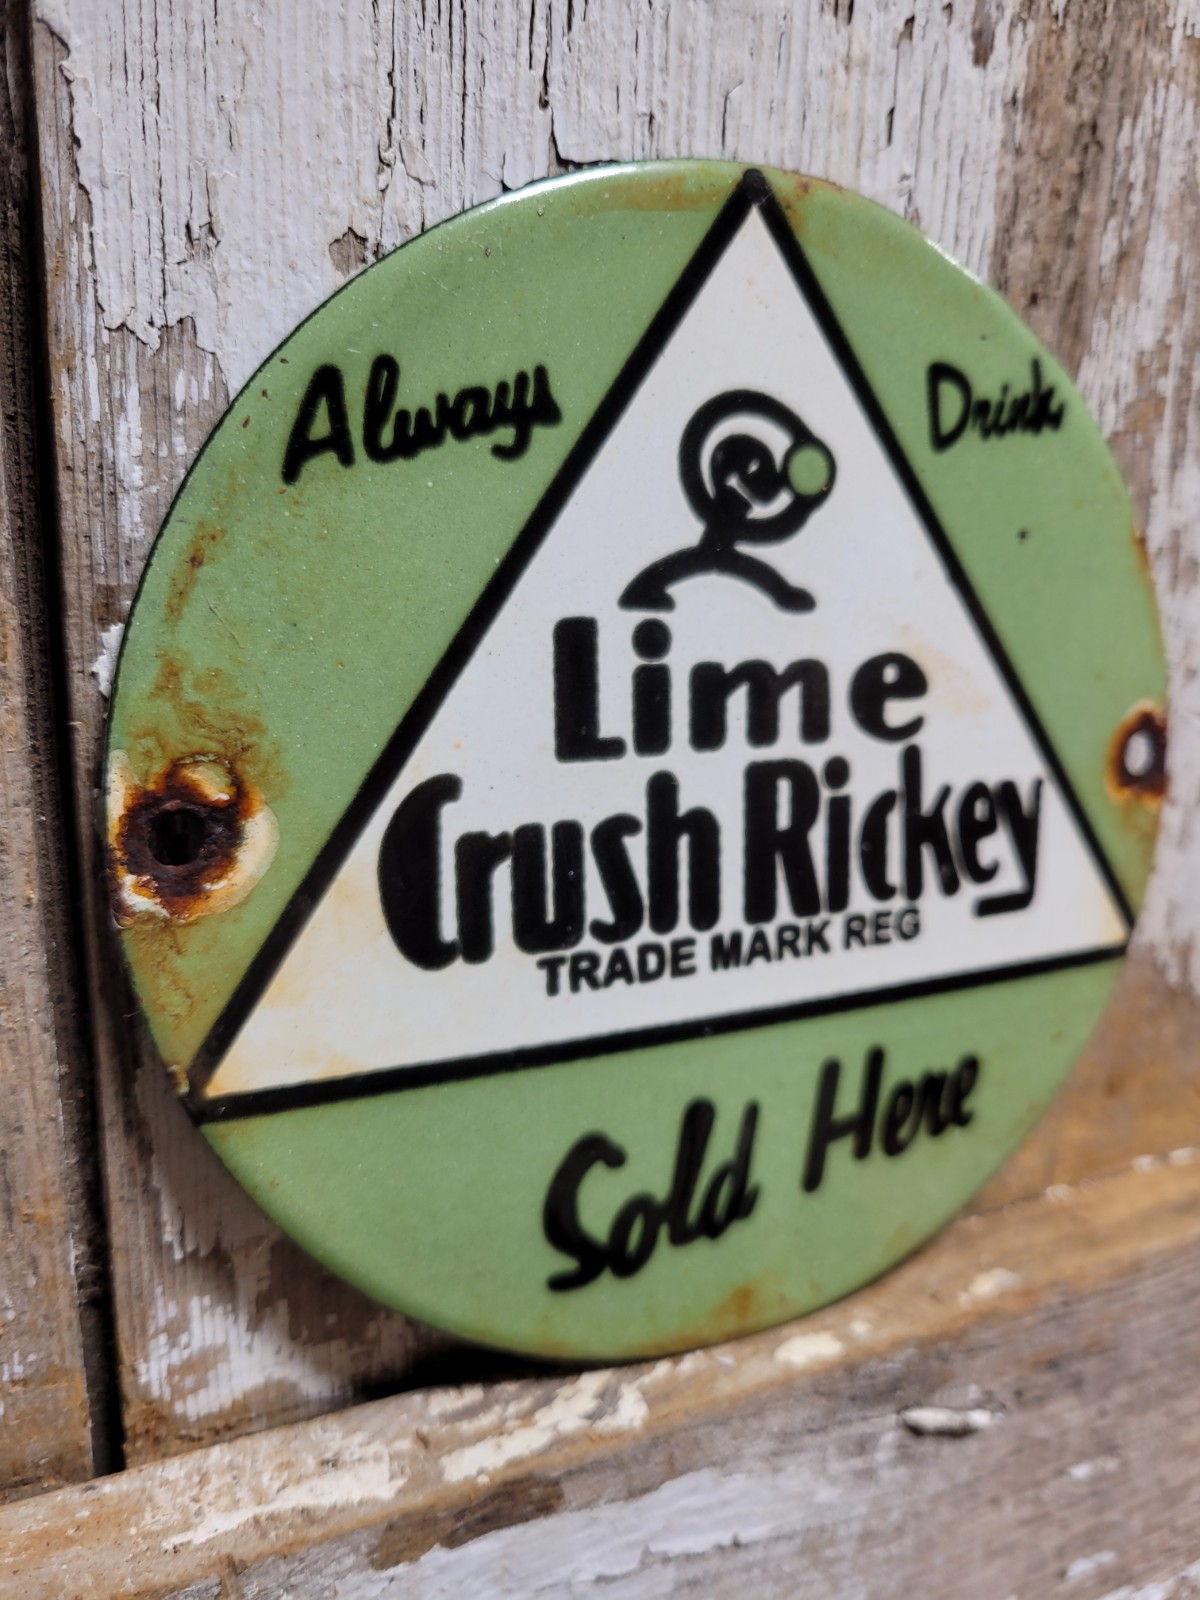 Always Drink
Lime
Crush Rickey
TRADE MARK REG
Sold Here